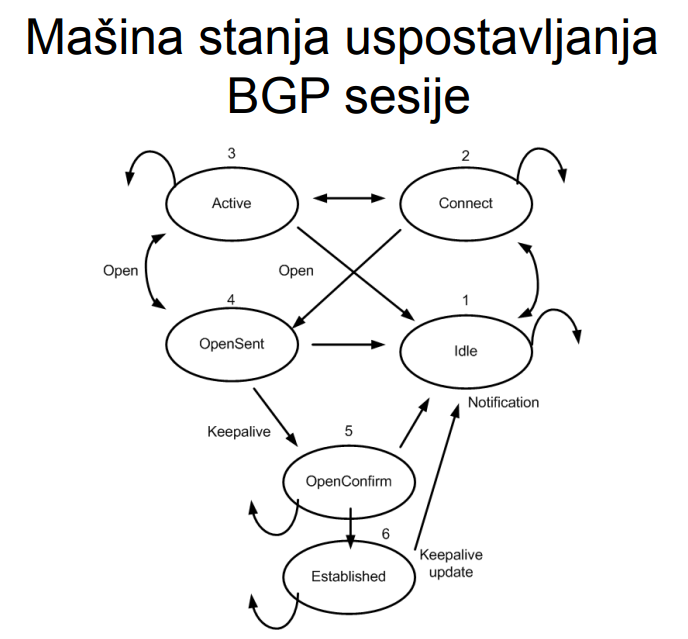 Mašina stanja uspostavljanja
BGP sesije
3
2
Active
Connect
Open
Open
4
1
OpenSent
Idle
Notification
Keepalive
5
OpenConfirm
6
Keepalive
update
Established